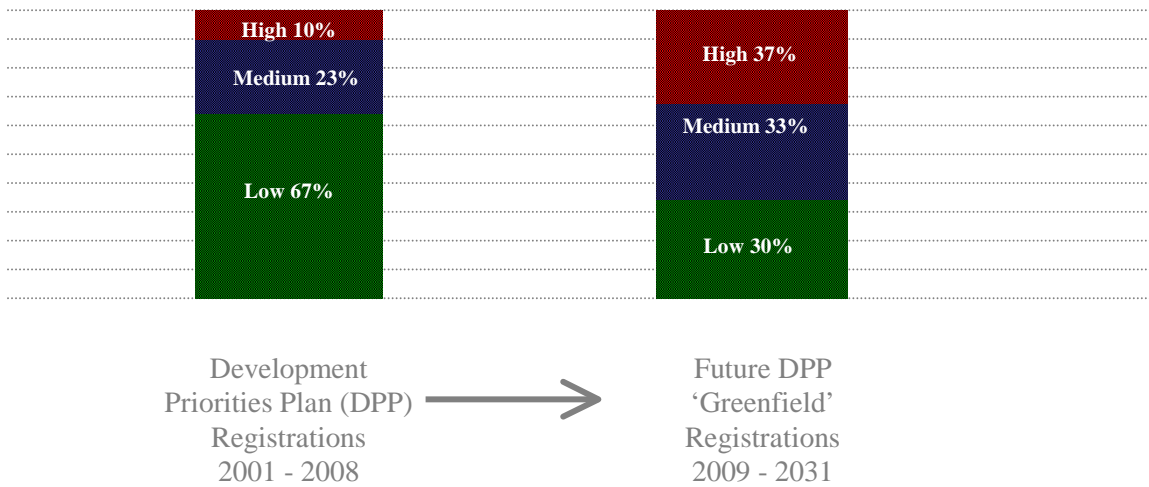 High 10%
Medium 23%
Low 67%
High 37%
Medium 33%
Low 30%
Development
Priorities Plan (DPP)
Registrations
2001 - 2008
Future DPP
‘Greenfield’
Registrations
2009 - 2031